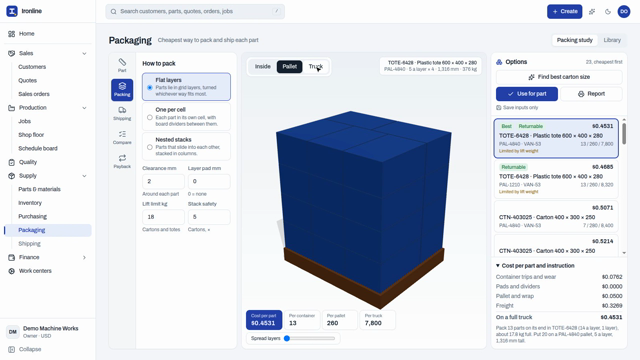 Ironline
Search customers, parts, quotes, orders, jobs
/
+ Create
DO
Home
Sales
Customers
Quotes
Sales orders
Production
Jobs
Shop floor
Schedule board
Quality
Supply
Parts & materials
Inventory
Purchasing
Packaging
Shipping
Finance
Work centers
DM
Demo Machine Works
Owner · USD
Collapse
Packaging
Cheapest way to pack and ship each part
Packing study
Library
Part
Packing
Shipping
Compare
Payback
How to pack
Flat layers
Parts lie in grid layers, turned whichever way fits most.
One per cell
Each part in its own cell, with board dividers between them.
Nested stacks
Parts that slide into each other, stacked in columns.
Clearance mm
Layer pad mm
2
0
Around each part
0 = none
Lift limit kg
Stack safety
18
5
Cartons and totes
Cartons, ×
Inside
Pallet
Truck
TOTE-6428 · Plastic tote 600 × 400 × 280
PAL-4840 · 5 a layer × 4 · 1,316 mm · 376 kg
Cost per part
$0.4531
Per container
13
Per pallet
260
Per truck
7,800
Spread layers
Options
23, cheapest first
Find best carton size
Use for part
Report
Save inputs only
Best
Returnable
$0.4531
TOTE-6428 · Plastic tote 600 × 400 × 280
PAL-4840 · VAN-53
13 / 260 / 7,800
Limited by lift weight
Returnable
$0.4685
TOTE-6428 · Plastic tote 600 × 400 × 280
PAL-1210 · VAN-53
13 / 260 / 8,320
Limited by lift weight
$0.5071
CTN-403025 · Carton 400 × 300 × 250
PAL-4840 · VAN-53
7 / 280 / 8,400
$0.5214
CTN-403025 · Carton 400 × 300 × 250
Cost per part and instruction
Container trips and wear
$0.0762
Pads and dividers
$0.0000
Pallet and wrap
$0.0500
Freight
$0.3269
On a full truck
$0.4531
Pack 13 parts on its end in TOTE-6428 (14 a layer, 1 layer), about 17.6 kg full. Put 20 on a PAL-4840 pallet, 5 a layer, 1,316 mm tall.